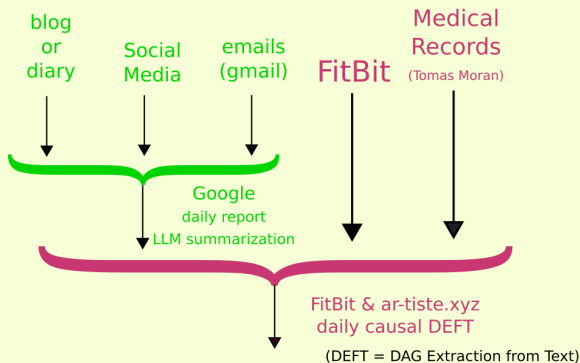 blog
or
diary
Social
Media
emails
(gmail)
FitBit
Medical
Records
(Tomas Moran)
Google
daily report
LLM summarization
FitBit & ar-tiste.xyz
daily causal DEFT
(DEFT = DAG Extraction from Text)